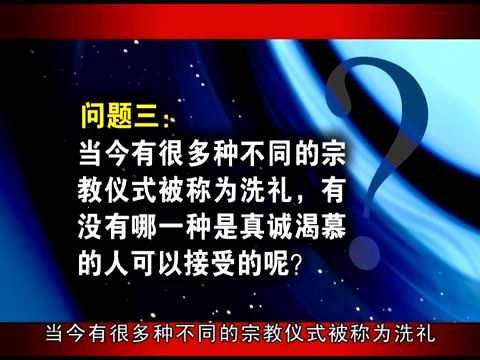 问题三：
当今有很多种不同的宗
教仪式被称为洗礼，有
没有哪一种是真诚渴慕
的人可以接受的呢？
当今有很多种不同的宗教仪式被称为洗礼